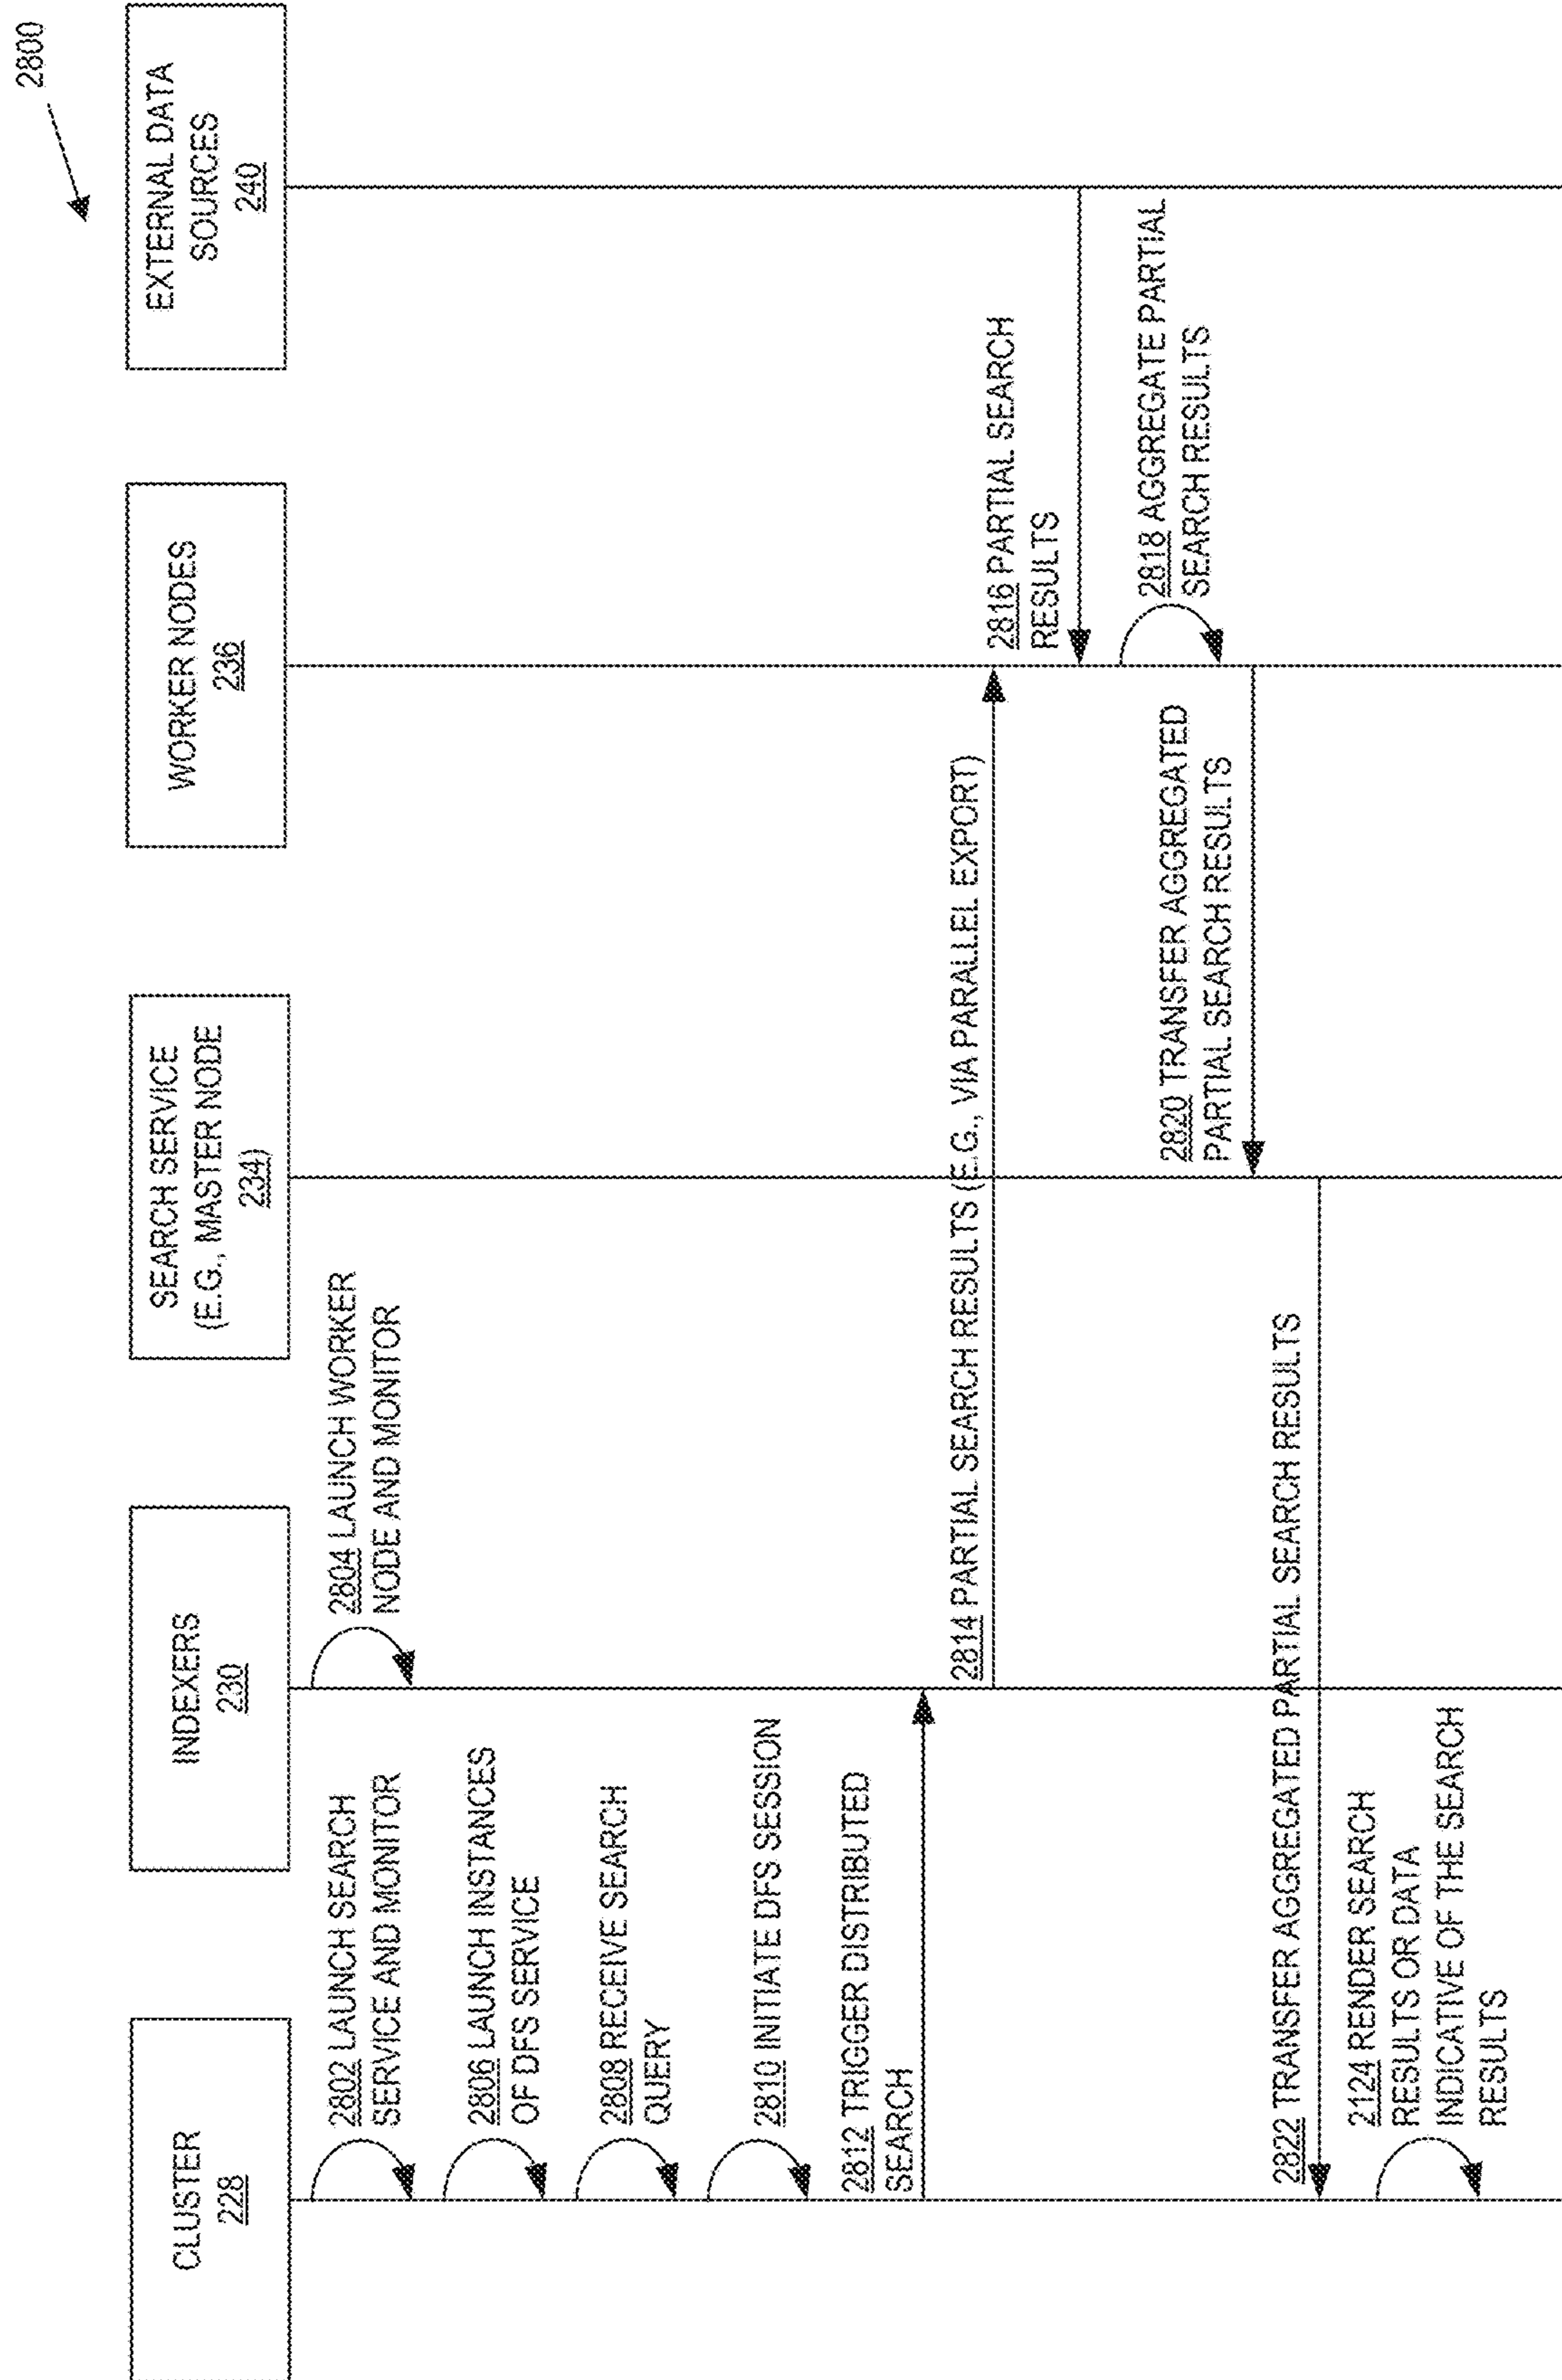 2800
CLUSTER
228
INDEXERS
230
SEARCH SERVICE
(E.G., MASTER NODE
234)
WORKER NODES
236
EXTERNAL DATA
SOURCES
240
2802 LAUNCH SEARCH
SERVICE AND MONITOR
2804 LAUNCH WORKER
NODE AND MONITOR
2806 LAUNCH INSTANCES
OF DFS SERVICE
2808 RECEIVE SEARCH
QUERY
2810 INITIATE DFS SESSION
2812 TRIGGER DISTRIBUTED
SEARCH
2814 PARTIAL SEARCH RESULTS (E.G., VIA PARALLEL EXPORT)
2816 PARTIAL SEARCH
RESULTS
2818 AGGREGATE PARTIAL
SEARCH RESULTS
2820 TRANSFER AGGREGATED
PARTIAL SEARCH RESULTS
2822 TRANSFER AGGREGATED PARTIAL SEARCH RESULTS
2124 RENDER SEARCH
RESULTS OR DATA
INDICATIVE OF THE SEARCH
RESULTS